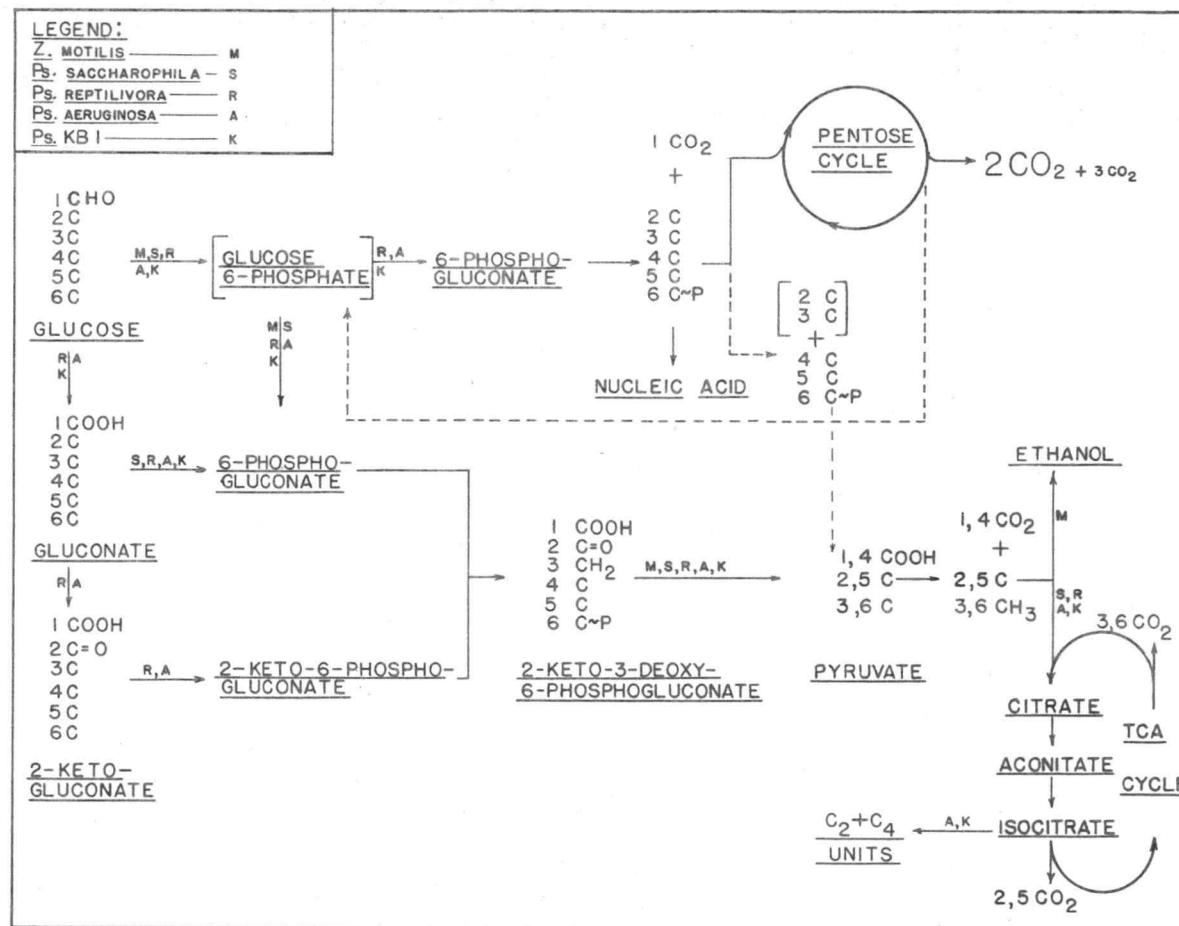 LEGEND:
Z. MOTILIS — M
Ps. SACCHAROPHILA — S
Ps. REPTILIVORA — R
Ps. AERUGINOSA — A
Ps. KB 1 — K
1 CHO
2 C
3 C
4 C
5 C
6 C
GLUCOSE
M,S,R
A,K
[GLUCOSE
6-PHOSPHATE]
R,A
K
6-PHOSPHO-
GLUCONATE
1 CO2
+
2 C
3 C
4 C
5 C
6 C~P
NUCLEIC ACID
PENTOSE
CYCLE
2CO2 + 3CO2
[2 C
3 C]
+
4 C
5 C
6 C~P
R A
K
M S
R A
K
1 COOH
2 C
3 C
4 C
5 C
6 C
GLUCONATE
S,R,A,K
6-PHOSPHO-
GLUCONATE
R A
1 COOH
2 C=O
3 C
4 C
5 C
6 C
2-KETO-
GLUCONATE
R,A
2-KETO-6-PHOSPHO-
GLUCONATE
1 COOH
2 C=O
3 CH2
4 C
5 C
6 C~P
2-KETO-3-DEOXY-
6-PHOSPHOGLUCONATE
M,S,R,A,K
1,4 COOH
2,5 C
3,6 C
PYRUVATE
1,4 CO2
+
2,5 C
3,6 CH3
ETHANOL
M
S,R
A,K
3,6 CO2
CITRATE
TCA
CYCLE
ACONITATE
ISOCITRATE
A,K
C2+C4
UNITS
2,5 CO2